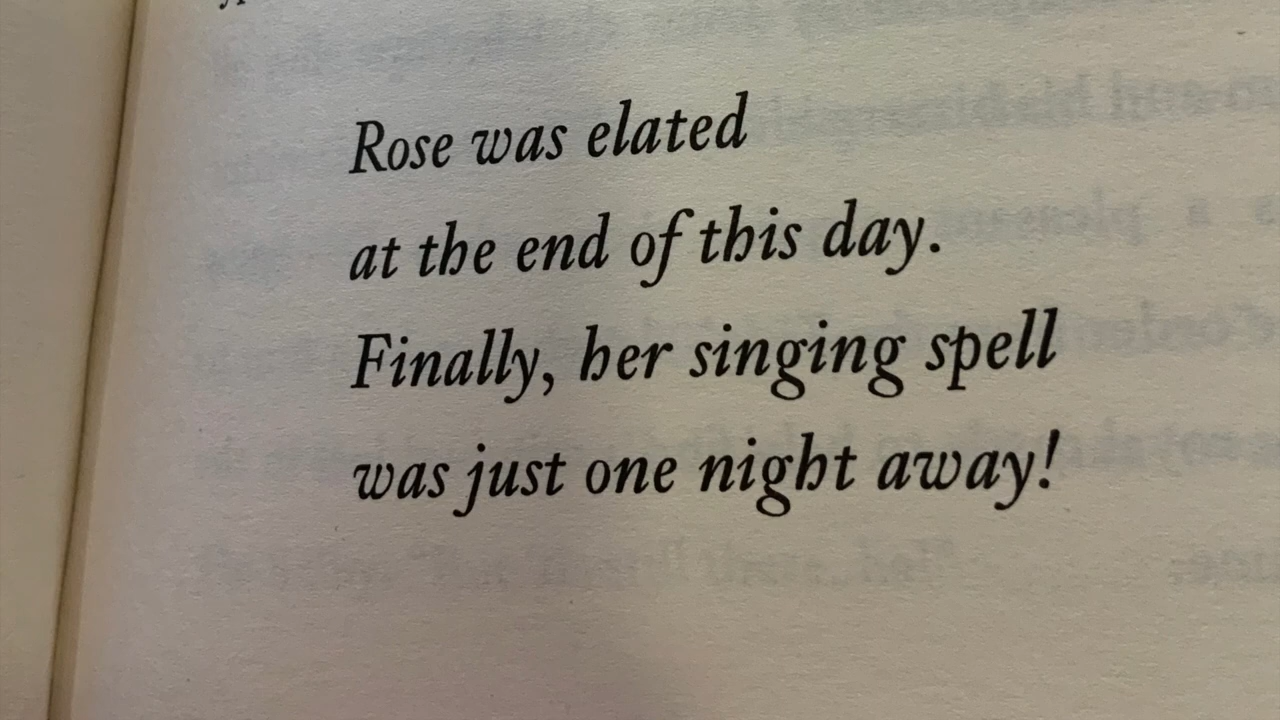 Rose was elated
at the end of this day.
Finally, her singing spell
was just one night away!